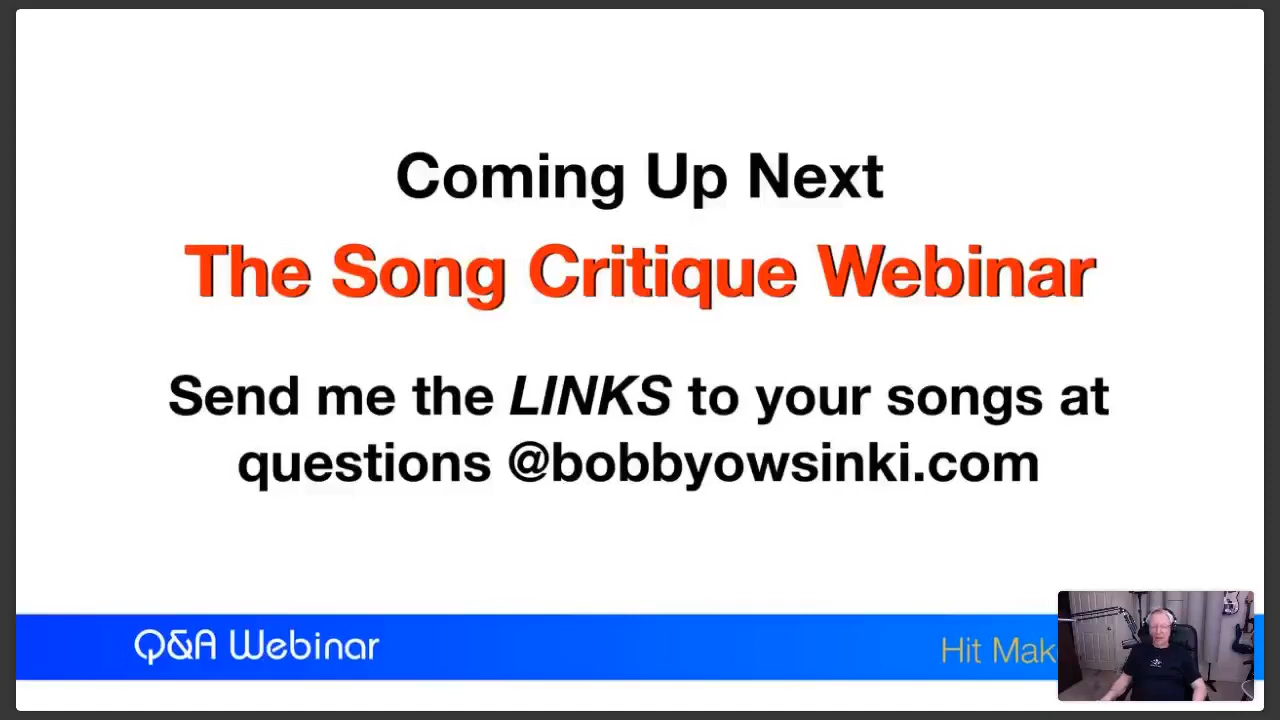 Coming Up Next
The Song Critique Webinar
Send me the LINKS to your songs at
questions @bobbyowsinki.com
Q&A Webinar
Hit